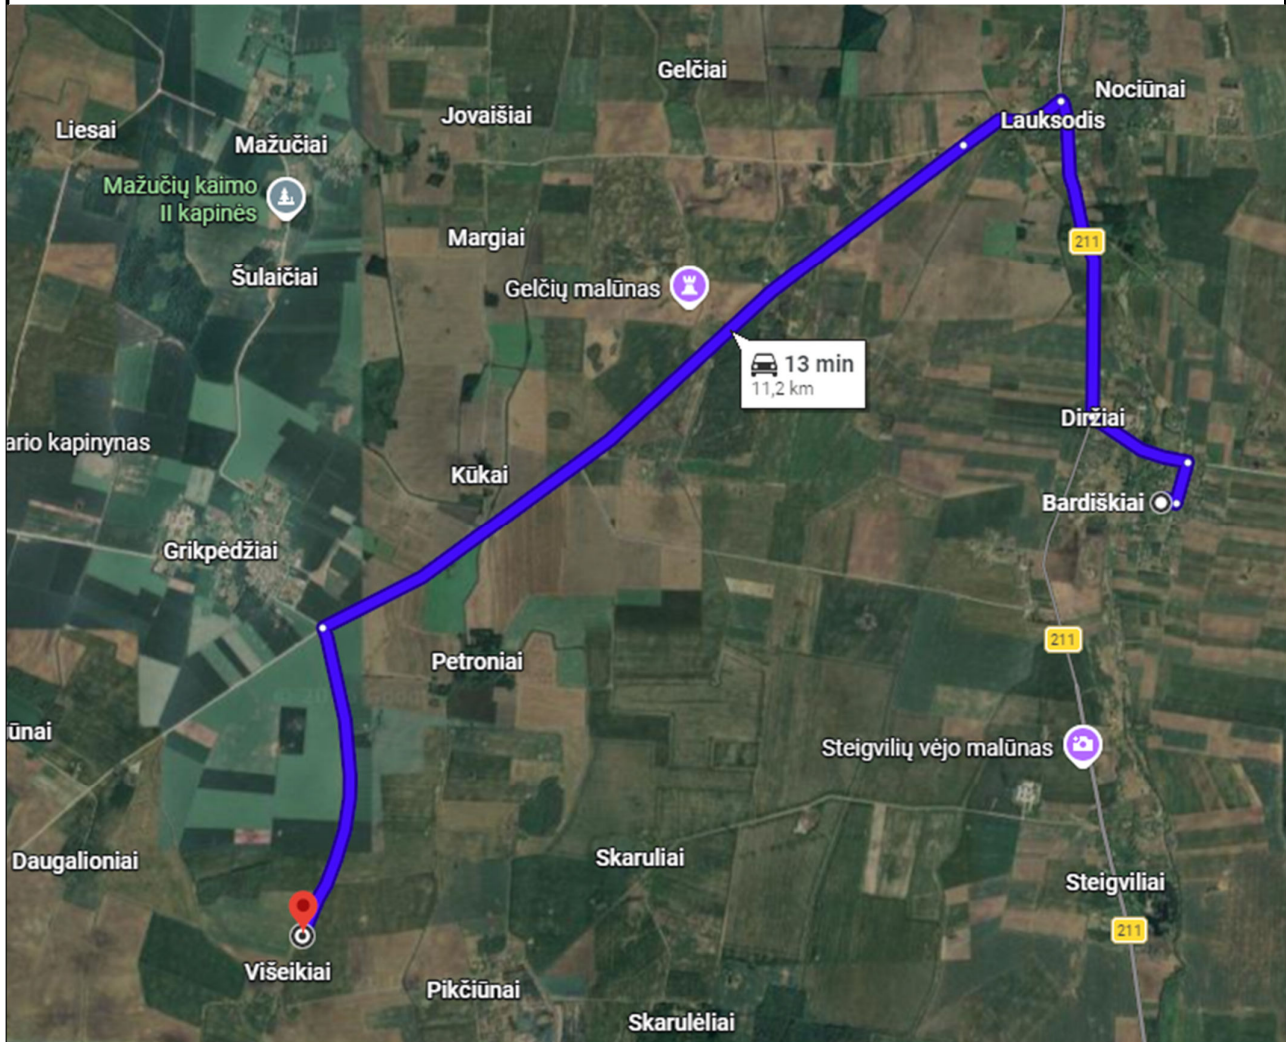 Gelčiai
Nociūnai
Jovaišiai
Lauksodis
Liesai
Mažučiai
Mažučių kaimo
II kapinės
Margiai
211
Šulaičiai
Gelčių malūnas
13 min
11,2 km
Diržiai
ario kapinynas
Kūkai
Bardiškiai
Grikpėdžiai
211
Petroniai
ūnai
Steigvilių vėjo malūnas
Daugalioniai
Skaruliai
Steigviliai
211
Višeikiai
Pikčiūnai
Skarulėliai